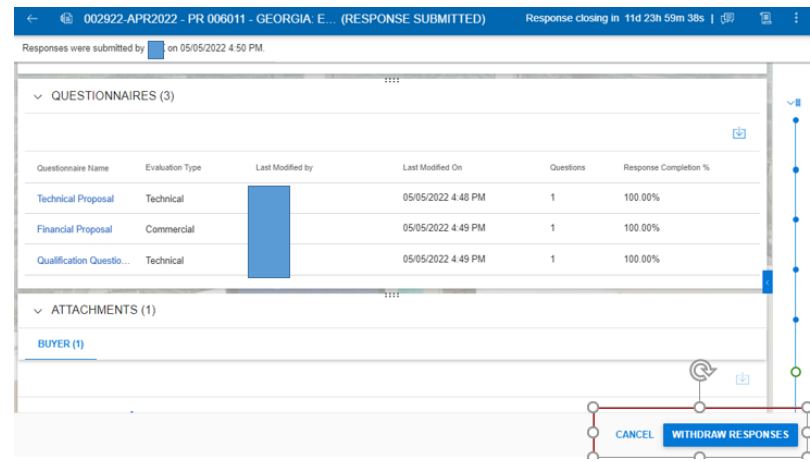 002922-APR2022 - PR 006011 - GEORGIA: E... (RESPONSE SUBMITTED) Response closing in 11d 23h 59m 38s |
Responses were submitted by on 05/05/2022 4:50 PM.
QUESTIONNAIRES (3)
Questionnaire Name Evaluation Type Last Modified by Last Modified On Questions Response Completion %
Technical Proposal Technical 05/05/2022 4:48 PM 1 100.00%
Financial Proposal Commercial 05/05/2022 4:49 PM 1 100.00%
Qualification Questio... Technical 05/05/2022 4:49 PM 1 100.00%
ATTACHMENTS (1)
BUYER (1)
CANCEL WITHDRAW RESPONSES